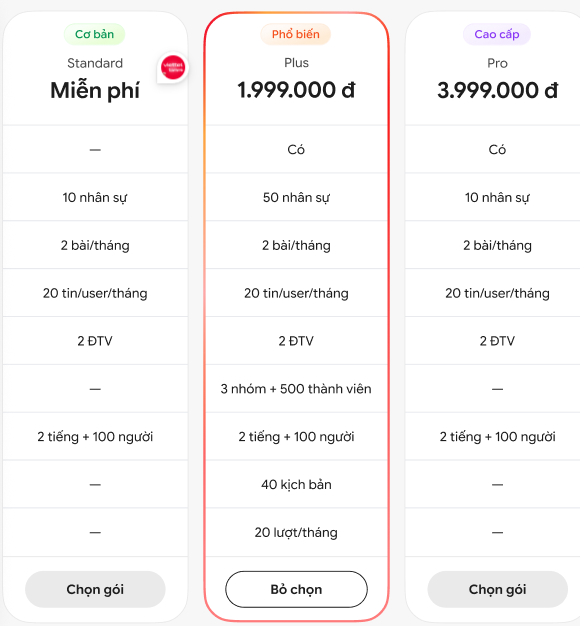 Cơ bản
Standard
Miễn phí
—
10 nhân sự
2 bài/tháng
20 tin/user/tháng
2 ĐTV
—
2 tiếng + 100 người
—
—
Chọn gói
Phổ biến
Plus
1.999.000 đ
Có
50 nhân sự
2 bài/tháng
20 tin/user/tháng
2 ĐTV
3 nhóm + 500 thành viên
2 tiếng + 100 người
40 kịch bản
20 lượt/tháng
Bỏ chọn
Cao cấp
Pro
3.999.000 đ
Có
10 nhân sự
2 bài/tháng
20 tin/user/tháng
2 ĐTV
—
2 tiếng + 100 người
—
—
Chọn gói